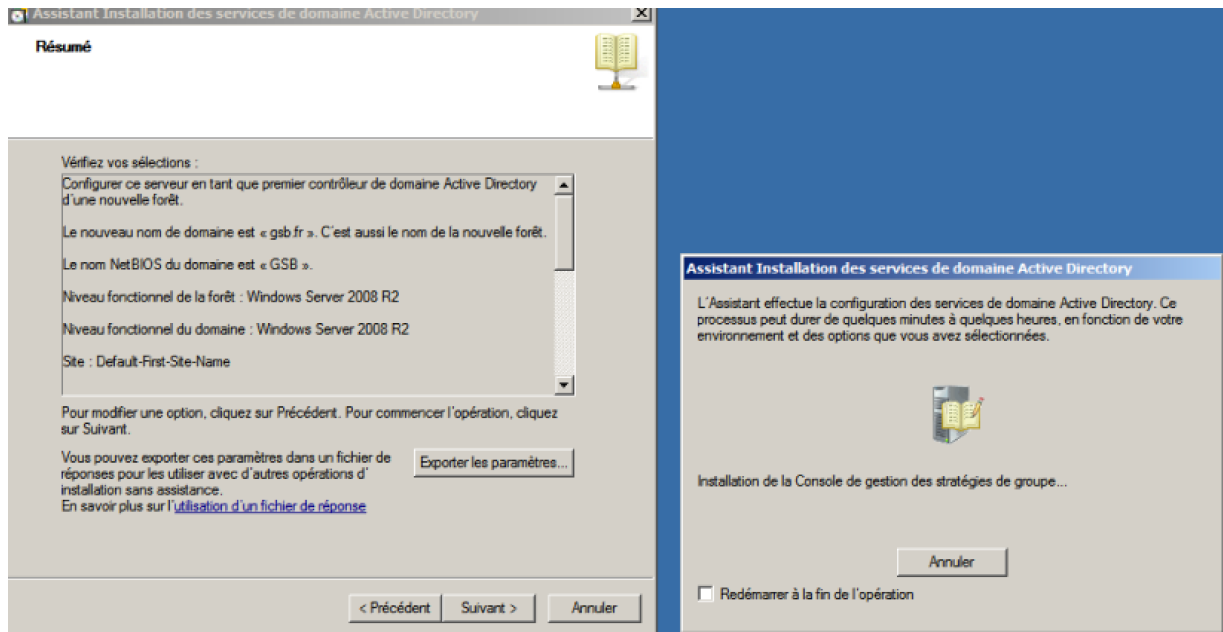 Assistant Installation des services de domaine Active Directory
Résumé
Vérifiez vos sélections :
Configurer ce serveur en tant que premier contrôleur de domaine Active Directory
d'une nouvelle forêt.
Le nouveau nom de domaine est « gsb.fr ». C'est aussi le nom de la nouvelle forêt.
Le nom NetBIOS du domaine est « GSB ».
Niveau fonctionnel de la forêt : Windows Server 2008 R2
Niveau fonctionnel du domaine : Windows Server 2008 R2
Site : Default-First-Site-Name
Pour modifier une option, cliquez sur Précédent. Pour commencer l'opération, cliquez
sur Suivant.
Vous pouvez exporter ces paramètres dans un fichier de
réponses pour les utiliser avec d'autres opérations d'
installation sans assistance.
En savoir plus sur l'utilisation d'un fichier de réponse
Exporter les paramètres...
< Précédent
Suivant >
Annuler
Assistant Installation des services de domaine Active Directory
L'Assistant effectue la configuration des services de domaine Active Directory. Ce
processus peut durer de quelques minutes à quelques heures, en fonction de votre
environnement et des options que vous avez sélectionnées.
Installation de la Console de gestion des stratégies de groupe...
Annuler
Redémarrer à la fin de l'opération